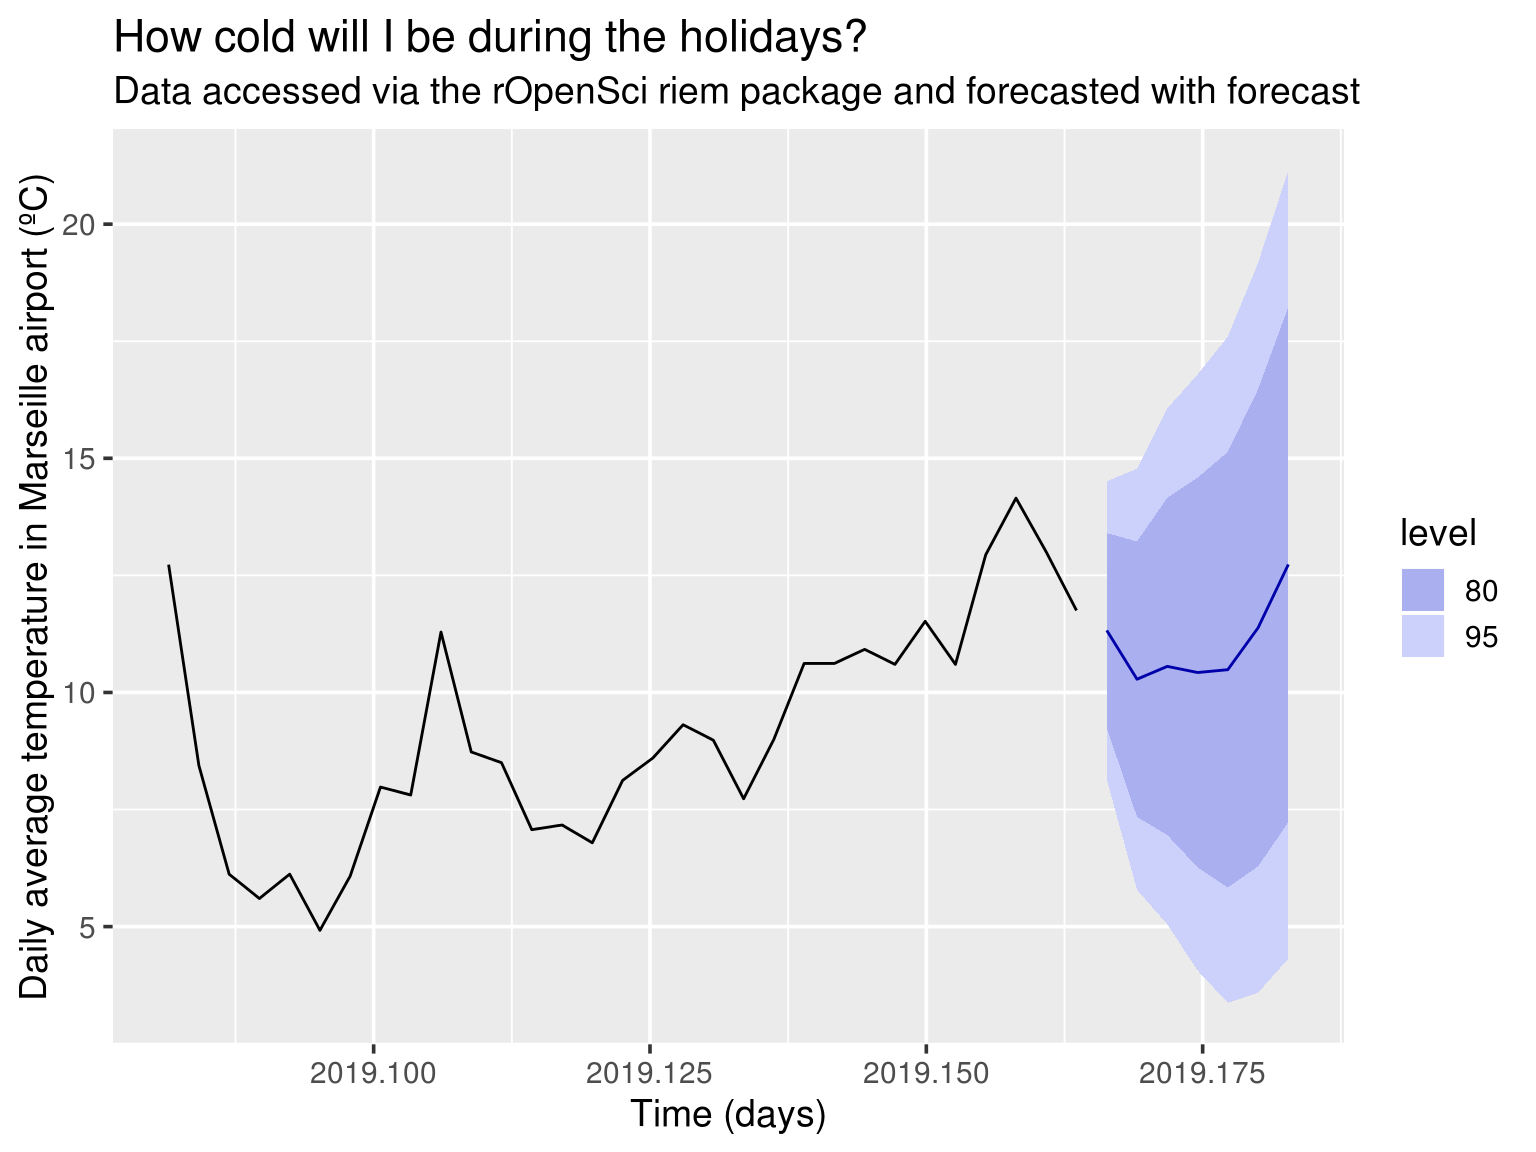 How cold will I be during the holidays?
Data accessed via the rOpenSci riem package and forecasted with forecast
Daily average temperature in Marseille airport (ºC)
20
15
10
5
2019.100
2019.125
2019.150
2019.175
Time (days)
level
80
95